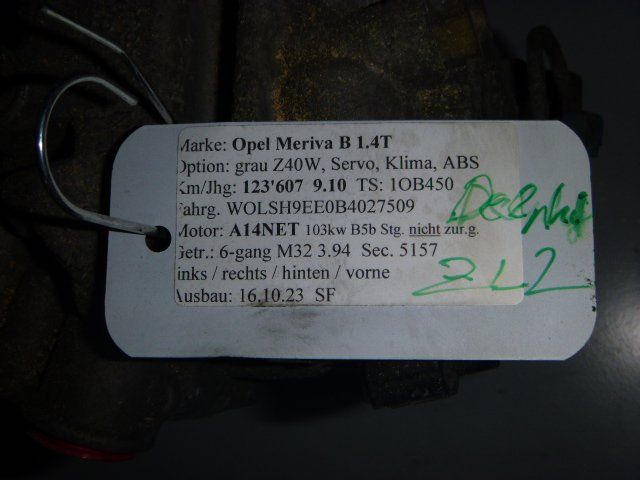 Marke: Opel Meriva B 1.4T
Option: grau Z40W, Servo, Klima, ABS
Km/Jhg: 123'607 9.10 TS: 1OB450
Fahrg. WOLSH9EE0B4027509
Motor: A14NET 103kw B5b Stg. nicht zur.g.
Getr.: 6-gang M32 3.94 Sec. 5157
inks / rechts / hinten / vorne
Ausbau: 16.10.23 SF
Delphi
ZL2